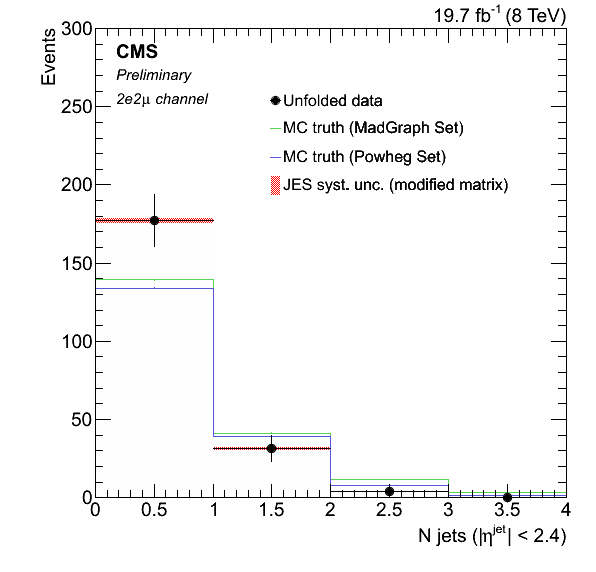 19.7 fb⁻¹ (8 TeV)
Events
CMS
Preliminary
2e2μ channel
Unfolded data
MC truth (MadGraph Set)
MC truth (Powheg Set)
JES syst. unc. (modified matrix)
300
250
200
150
100
50
0
0 0.5 1 1.5 2 2.5 3 3.5 4
N jets (|η^jet| < 2.4)